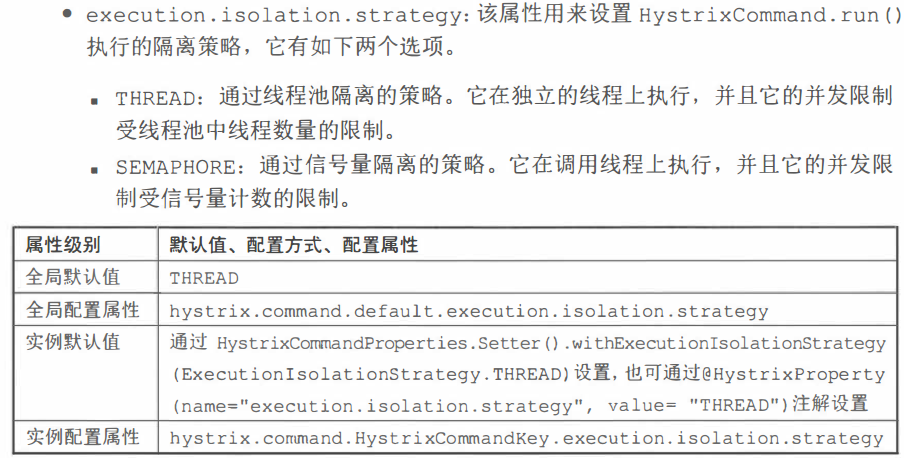 • execution.isolation.strategy: 该属性用来设置 HystrixCommand.run()
执行的隔离策略，它有如下两个选项。
▪ THREAD：通过线程池隔离的策略。它在独立的线程上执行，并且它的并发限制
受线程池中线程数量的限制。
▪ SEMAPHORE：通过信号量隔离的策略。它在调用线程上执行，并且它的并发限
制受信号量计数的限制。
属性级别 默认值、配置方式、配置属性
全局默认值 THREAD
全局配置属性 hystrix.command.default.execution.isolation.strategy
实例默认值 通过 HystrixCommandProperties.Setter().withExecutionIsolationStrategy
(ExecutionIsolationStrategy.THREAD)设置，也可通过@HystrixProperty
(name="execution.isolation.strategy", value= "THREAD")注解设置
实例配置属性 hystrix.command.HystrixCommandKey.execution.isolation.strategy